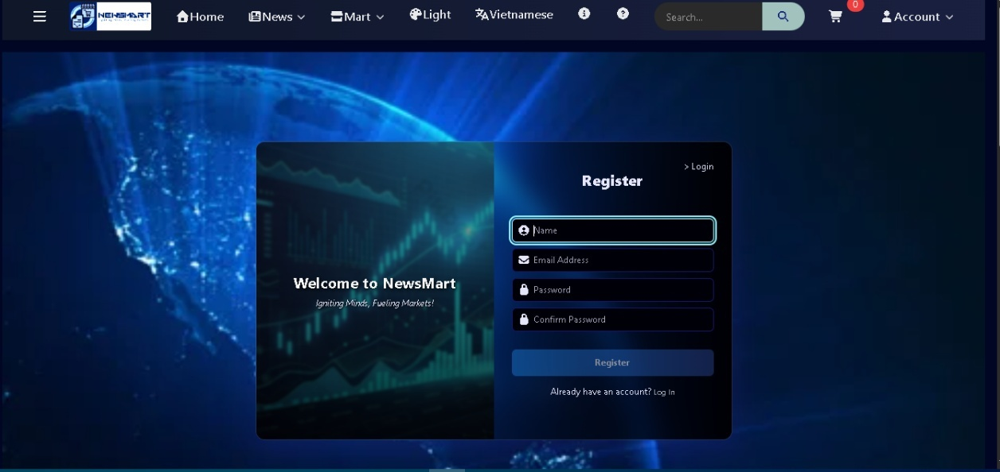 NEWSMART
Home
News
Mart
Light
Vietnamese
Search...
0
Account
> Login
Register
Name
Email Address
Password
Confirm Password
Register
Already have an account? Log In
Welcome to NewsMart
Igniting Minds, Fueling Markets!